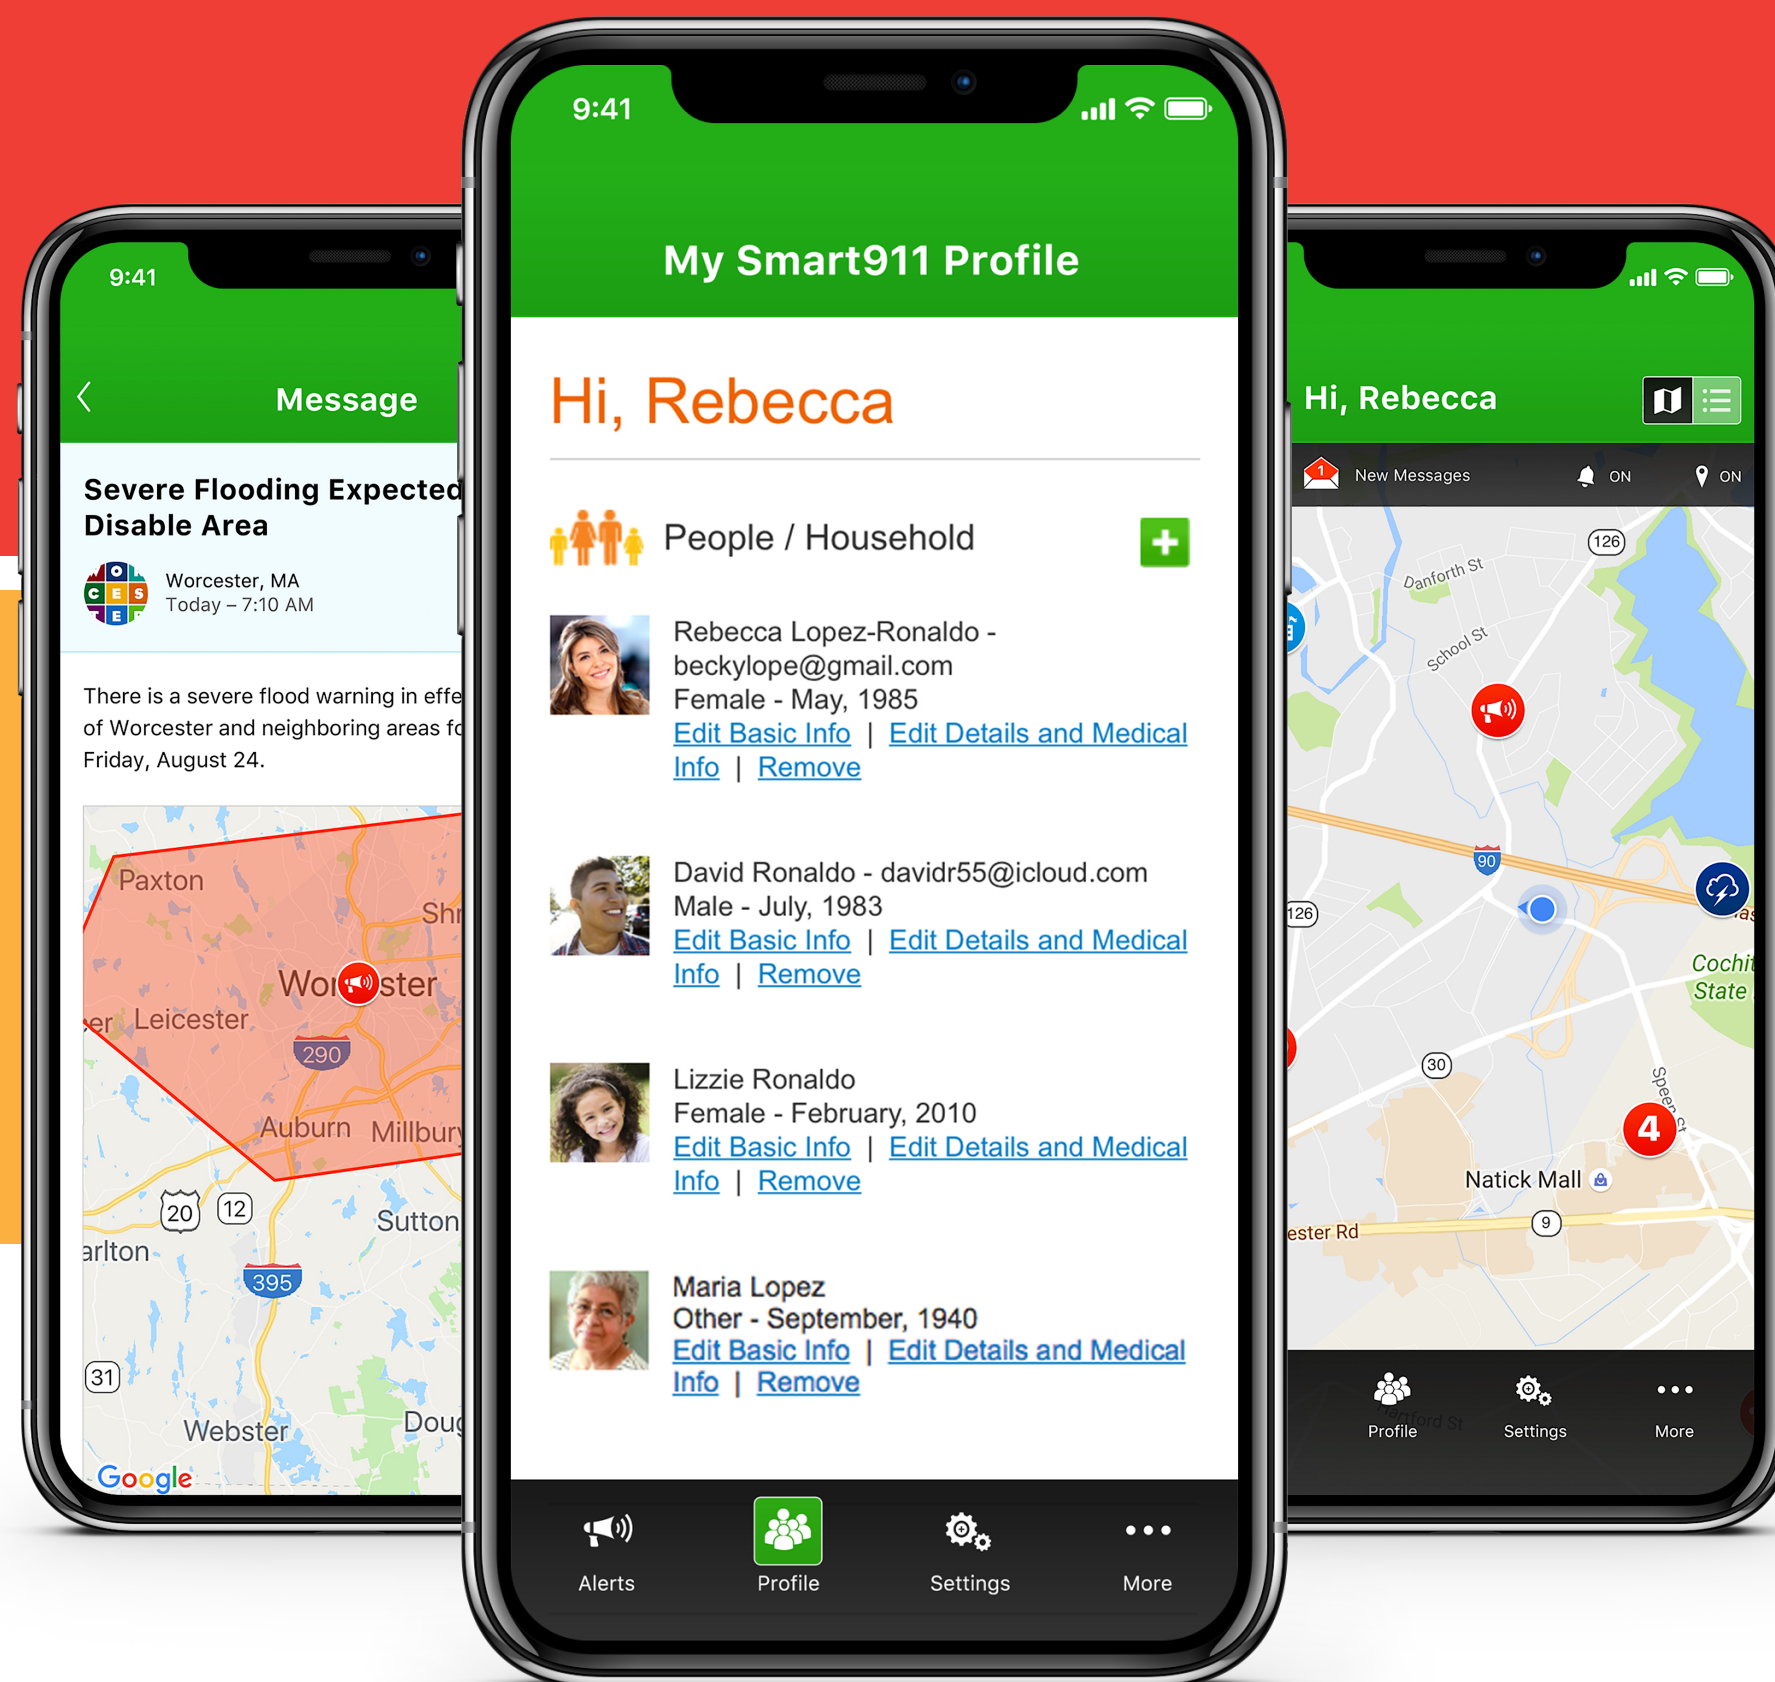 9:41
Message
Severe Flooding Expected
Disable Area
O
C E S
E
Worcester, MA
Today – 7:10 AM
There is a severe flood warning in
of Worcester and neighboring areas
Friday, August 24.
Paxton
Leicester
290
Auburn
20
12
Sutton
395
31
Webster
Google
9:41
My Smart911 Profile
Hi, Rebecca
People / Household
Rebecca Lopez-Ronaldo -
beckylope@gmail.com
Female - May, 1985
Edit Basic Info | Edit Details and Medical
Info | Remove
David Ronaldo - davidr55@icloud.com
Male - July, 1983
Edit Basic Info | Edit Details and Medical
Info | Remove
Lizzie Ronaldo
Female - February, 2010
Edit Basic Info | Edit Details and Medical
Info | Remove
Maria Lopez
Other - September, 1940
Edit Basic Info | Edit Details and Medical
Info | Remove
Alerts
Profile
Settings
More
Hi, Rebecca
1
New Messages
ON
ON
126
Danforth St
School St
90
126
State
30
Speen St
4
Natick Mall
9
ester Rd
Hartford St
Profile
Settings
More